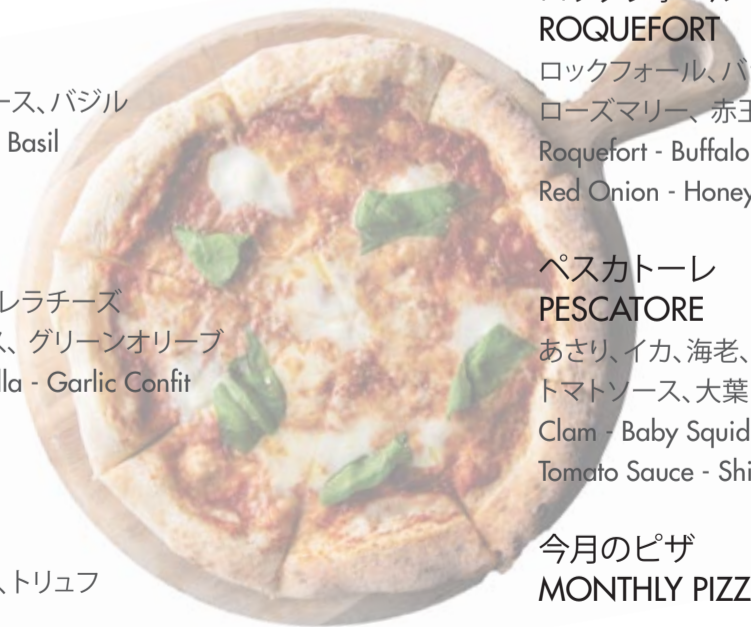 ース、バジル
Basil
レラチーズ
ス、グリーンオリーブ
lla - Garlic Confit
、トリュフ
ROQUEFORT
ロックフォール、バ
ローズマリー、赤玉
Roquefort - Buffalo
Red Onion - Honey
ペスカトーレ
PESCATORE
あさり、イカ、海老、
トマトソース、大葉
Clam - Baby Squid
Tomato Sauce - Shi
今月のピザ
MONTHLY PIZZ